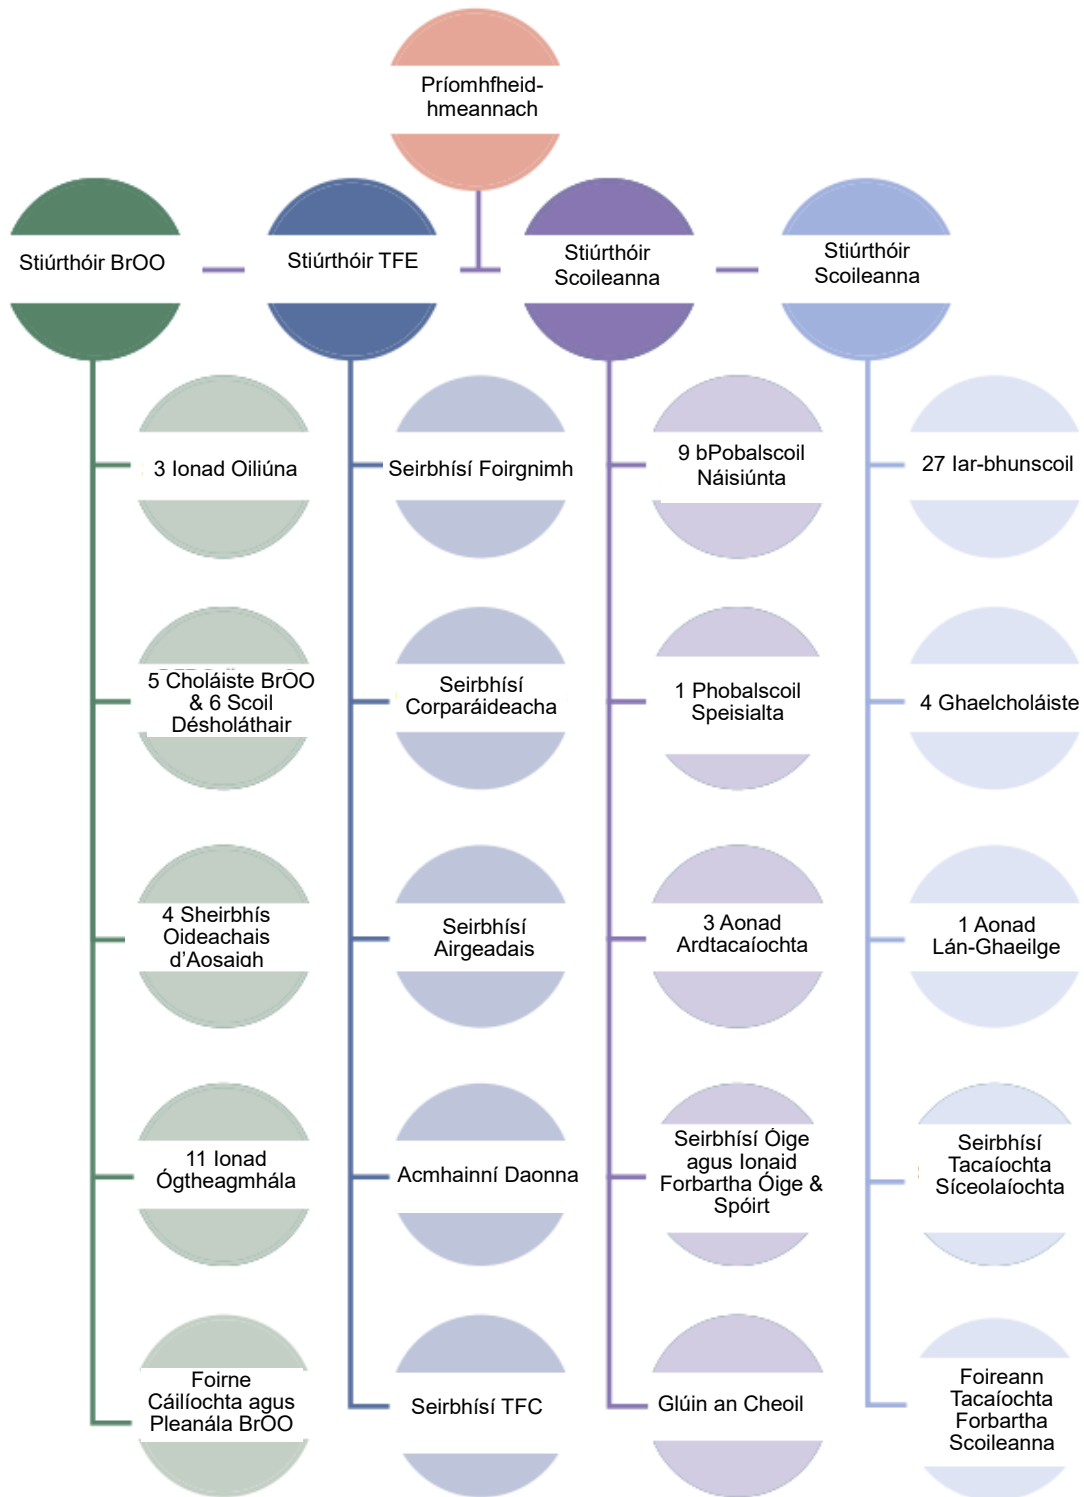 Príomhfheid-
hmeannach
Stiúrthóir BrOO
Stiúrthóir TFE
Stiúrthóir
Scoileanna
Stiúrthóir
Scoileanna
3 Ionad Oiliúna
5 Choláiste BrOO
& 6 Scoil
Désholáthair
4 Sheirbhís
Oideachais
d'Aosaigh
11 Ionad
Ógtheagmhála
Foirne
Cáilíochta agus
Pleanála BrOO
Seirbhísí Foirgnimh
Seirbhísí
Corparáideacha
Seirbhísí
Airgeadais
Acmhainní Daonna
Seirbhísí TFC
9 bPobalscoil
Náisiúnta
1 Phobalscoil
Speisialta
3 Aonad
Ardtacaíochta
Seirbhísí Óige
agus Ionaid
Forbartha Óige &
Spóirt
Glúin an Cheoil
27 Iar-bhunscoil
4 Ghaelcholáiste
1 Aonad
Lán-Ghaeilge
Seirbhísí
Tacaíochta
Síceolaíochta
Foireann
Tacaíochta
Forbartha
Scoileanna